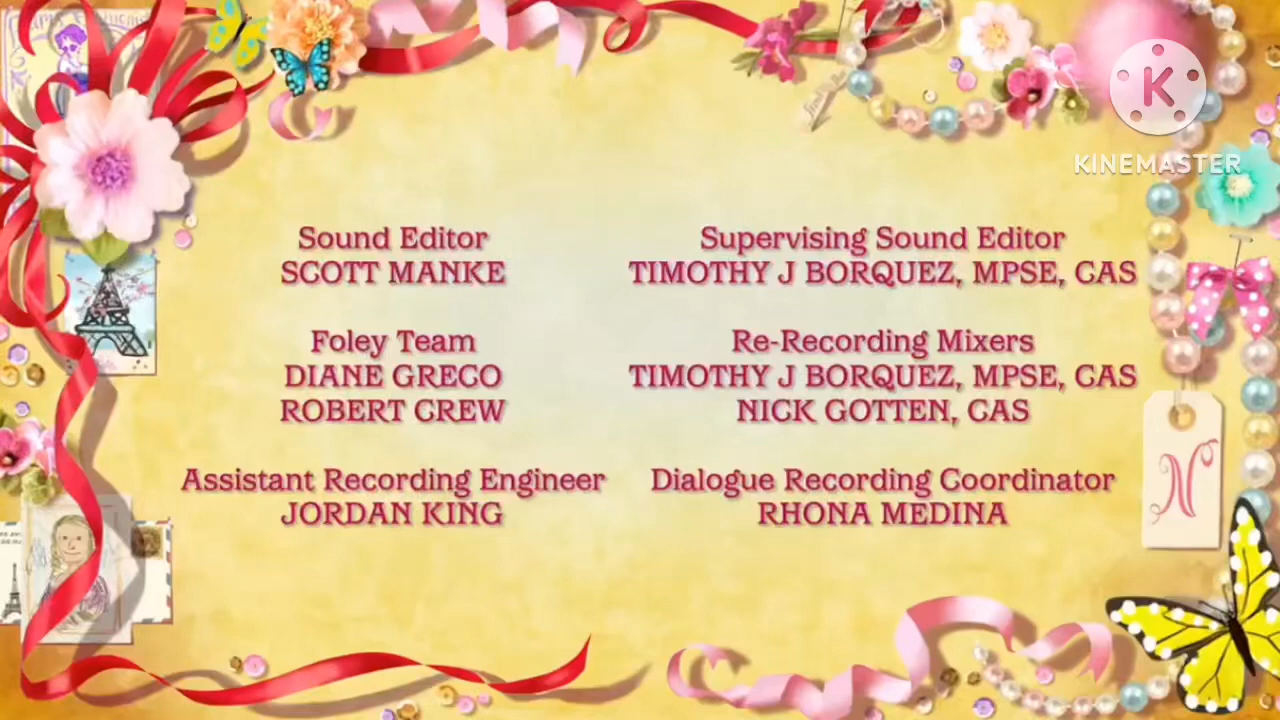 KINEMASTER
Sound Editor
SCOTT MANKE
Supervising Sound Editor
TIMOTHY J BORQUEZ, MPSE, CAS
Foley Team
DIANE GRECO
ROBERT CREW
Re-Recording Mixers
TIMOTHY J BORQUEZ, MPSE, CAS
NICK GOTTEN, CAS
Assistant Recording Engineer
JORDAN KING
Dialogue Recording Coordinator
RHONA MEDINA
N